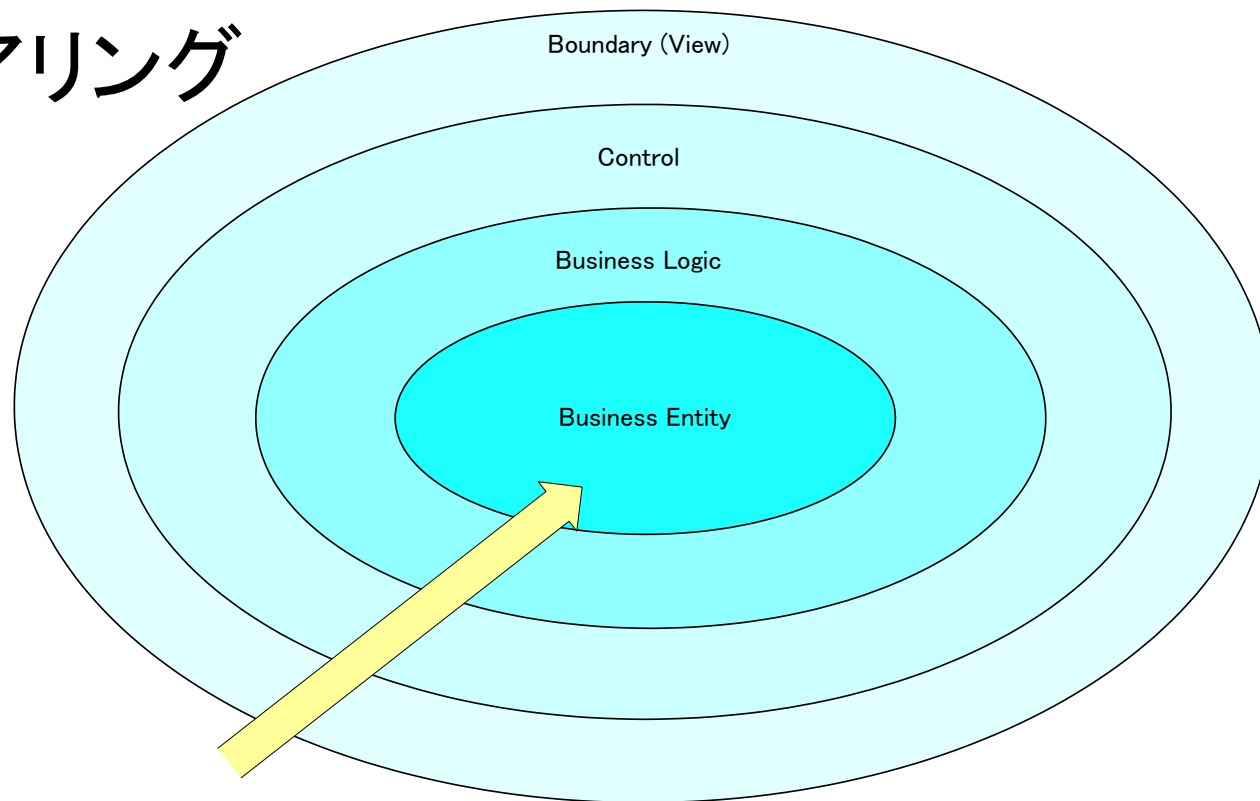 アリング
Boundary (View)
Control
Business Logic
Business Entity